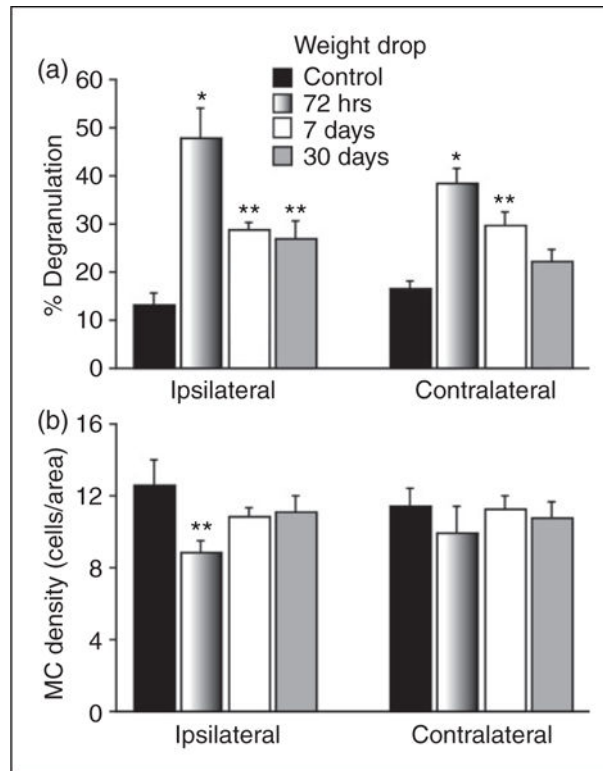 Weight drop
(a)
Control
72 hrs
7 days
30 days
% Degranulation
60
50
40
30
20
10
0
*
**
**
*
**
Ipsilateral
Contralateral
(b)
MC density (cells/area)
16
12
8
4
0
**
Ipsilateral
Contralateral